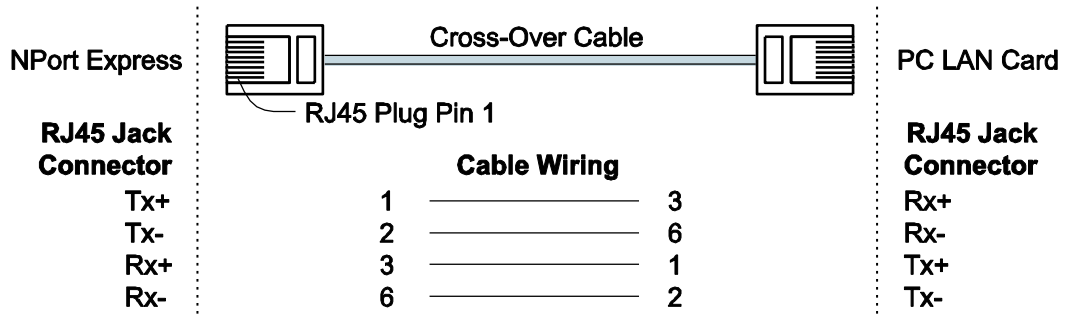 Cross-Over Cable
NPort Express
PC LAN Card
RJ45 Plug Pin 1
RJ45 Jack Connector
Cable Wiring
RJ45 Jack Connector
Tx+ 1 3 Rx+
Tx- 2 6 Rx-
Rx+ 3 1 Tx+
Rx- 6 2 Tx-